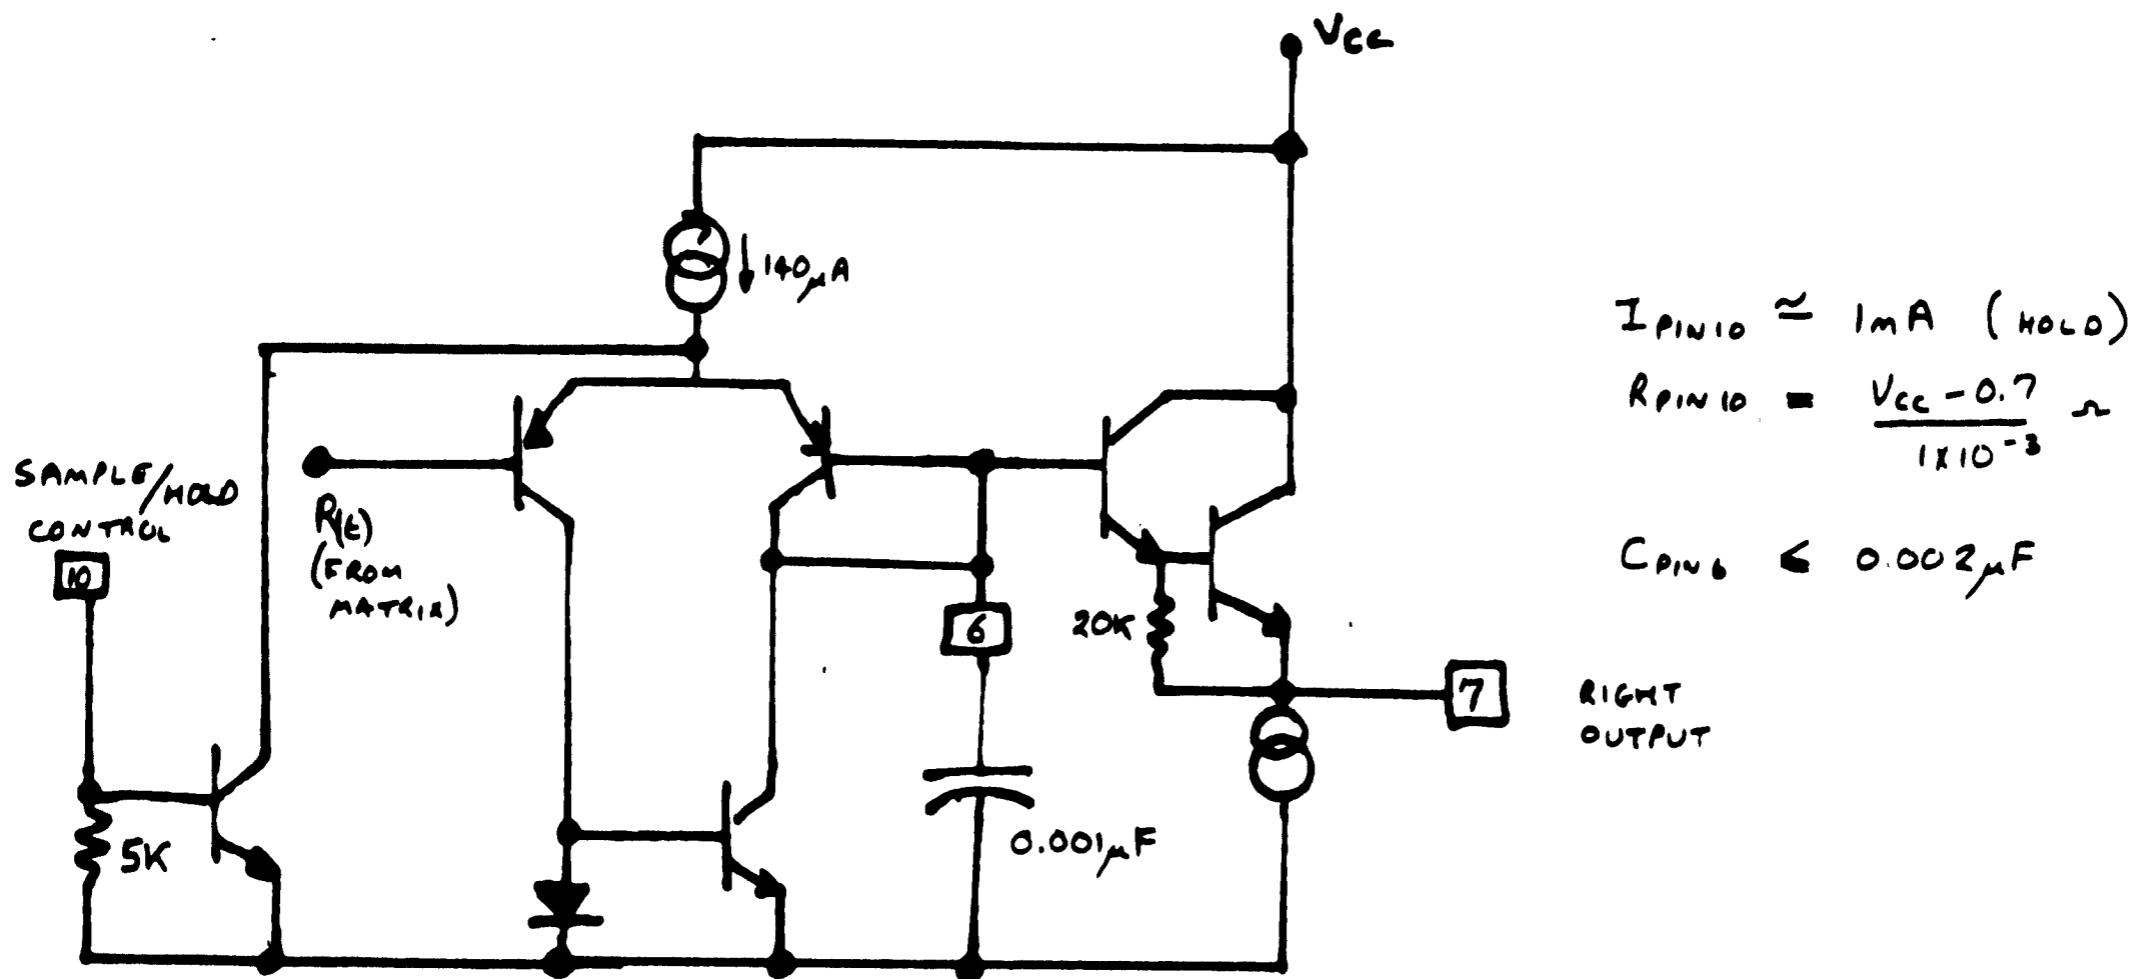 VCC
140µA
SAMPLE/HOLD
CONTROL
10
R(t)
(FROM
MATRIX)
5K
6
0.001µF
20K
7
RIGHT
OUTPUT
IPIN10 ≃ 1mA (HOLD)
RPIN10 = VCC - 0.7
1X10⁻³ Ω
CPIN6 ≤ 0.002µF